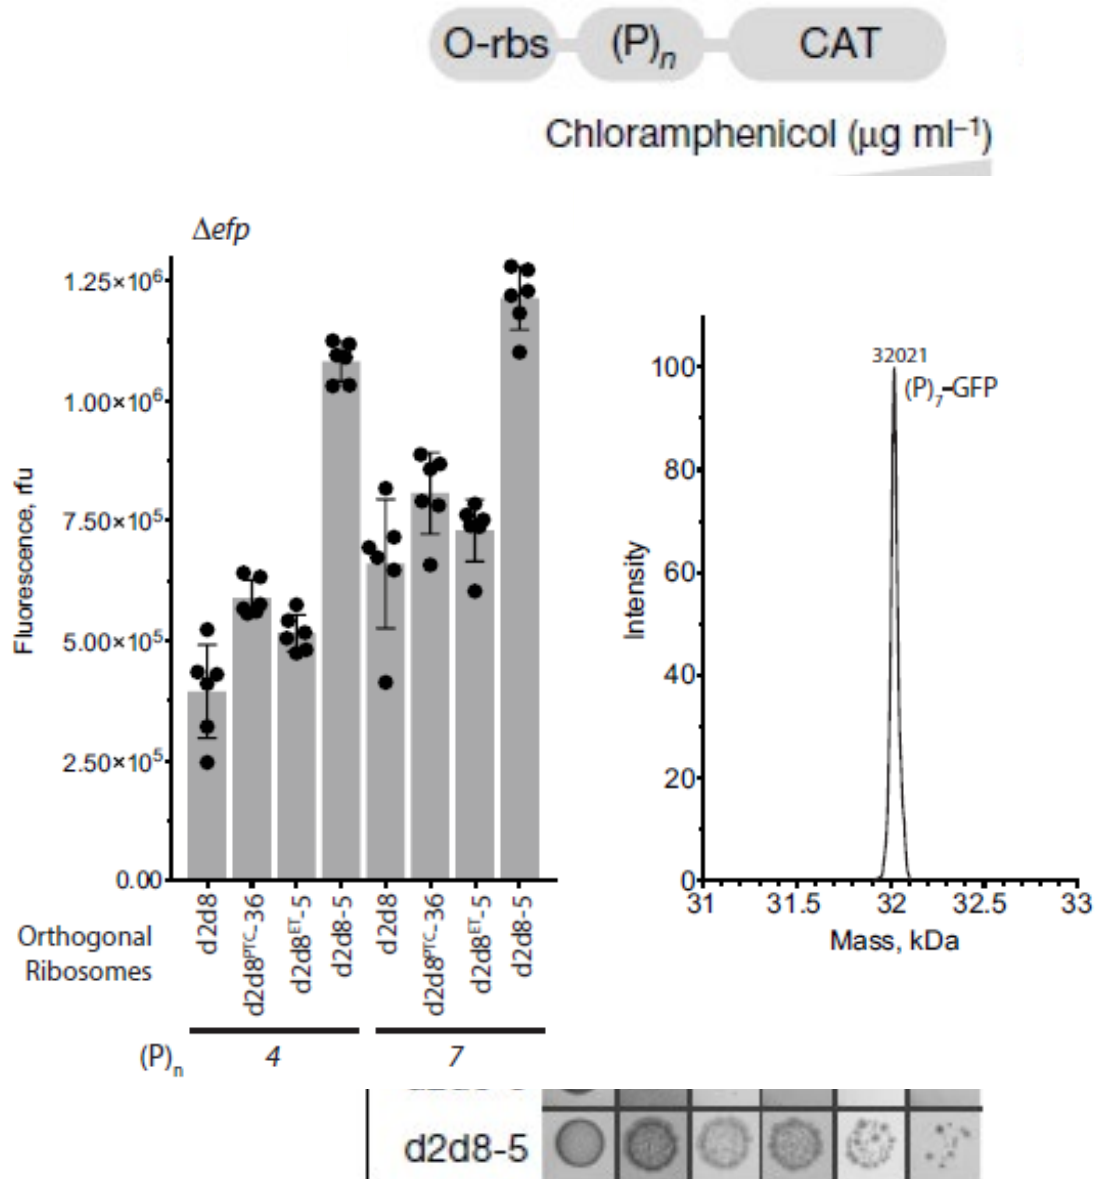 O-rbs (P)n CAT
Chloramphenicol (μg ml⁻¹)
Δefp
Fluorescence, rfu
1.25×10⁶
1.00×10⁶
7.50×10⁵
5.00×10⁵
2.50×10⁵
0.00
Orthogonal
Ribosomes
d2d8
d2d8ᴾᵀᶜ-36
d2d8ᴱᵀ-5
d2d8-5
d2d8
d2d8ᴾᵀᶜ-36
d2d8ᴱᵀ-5
d2d8-5
(P)n 4 7
32021
(P)₇-GFP
Intensity
100
80
60
40
20
0
31 31.5 32 32.5 33
Mass, kDa
d2d8-5